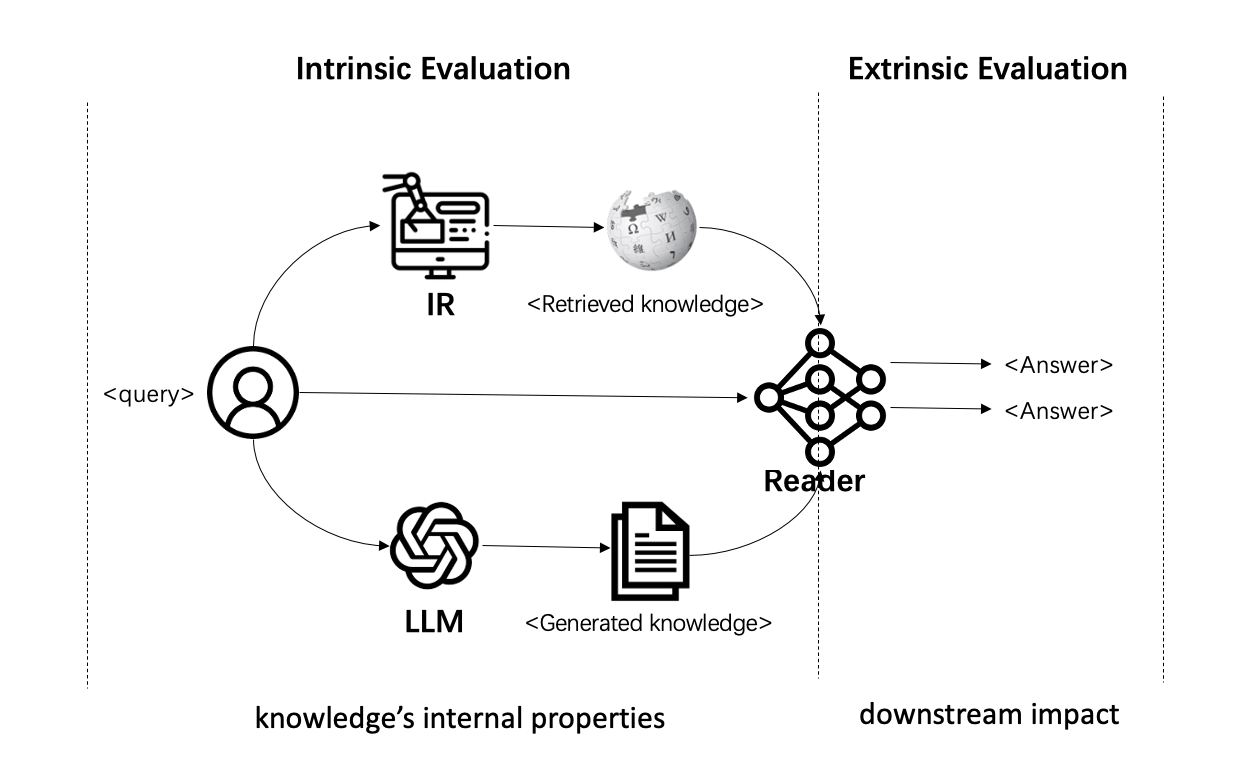 Intrinsic Evaluation
Extrinsic Evaluation
IR
<Retrieved knowledge>
<query>
<Answer>
<Answer>
Reader
LLM
<Generated knowledge>
knowledge’s internal properties
downstream impact